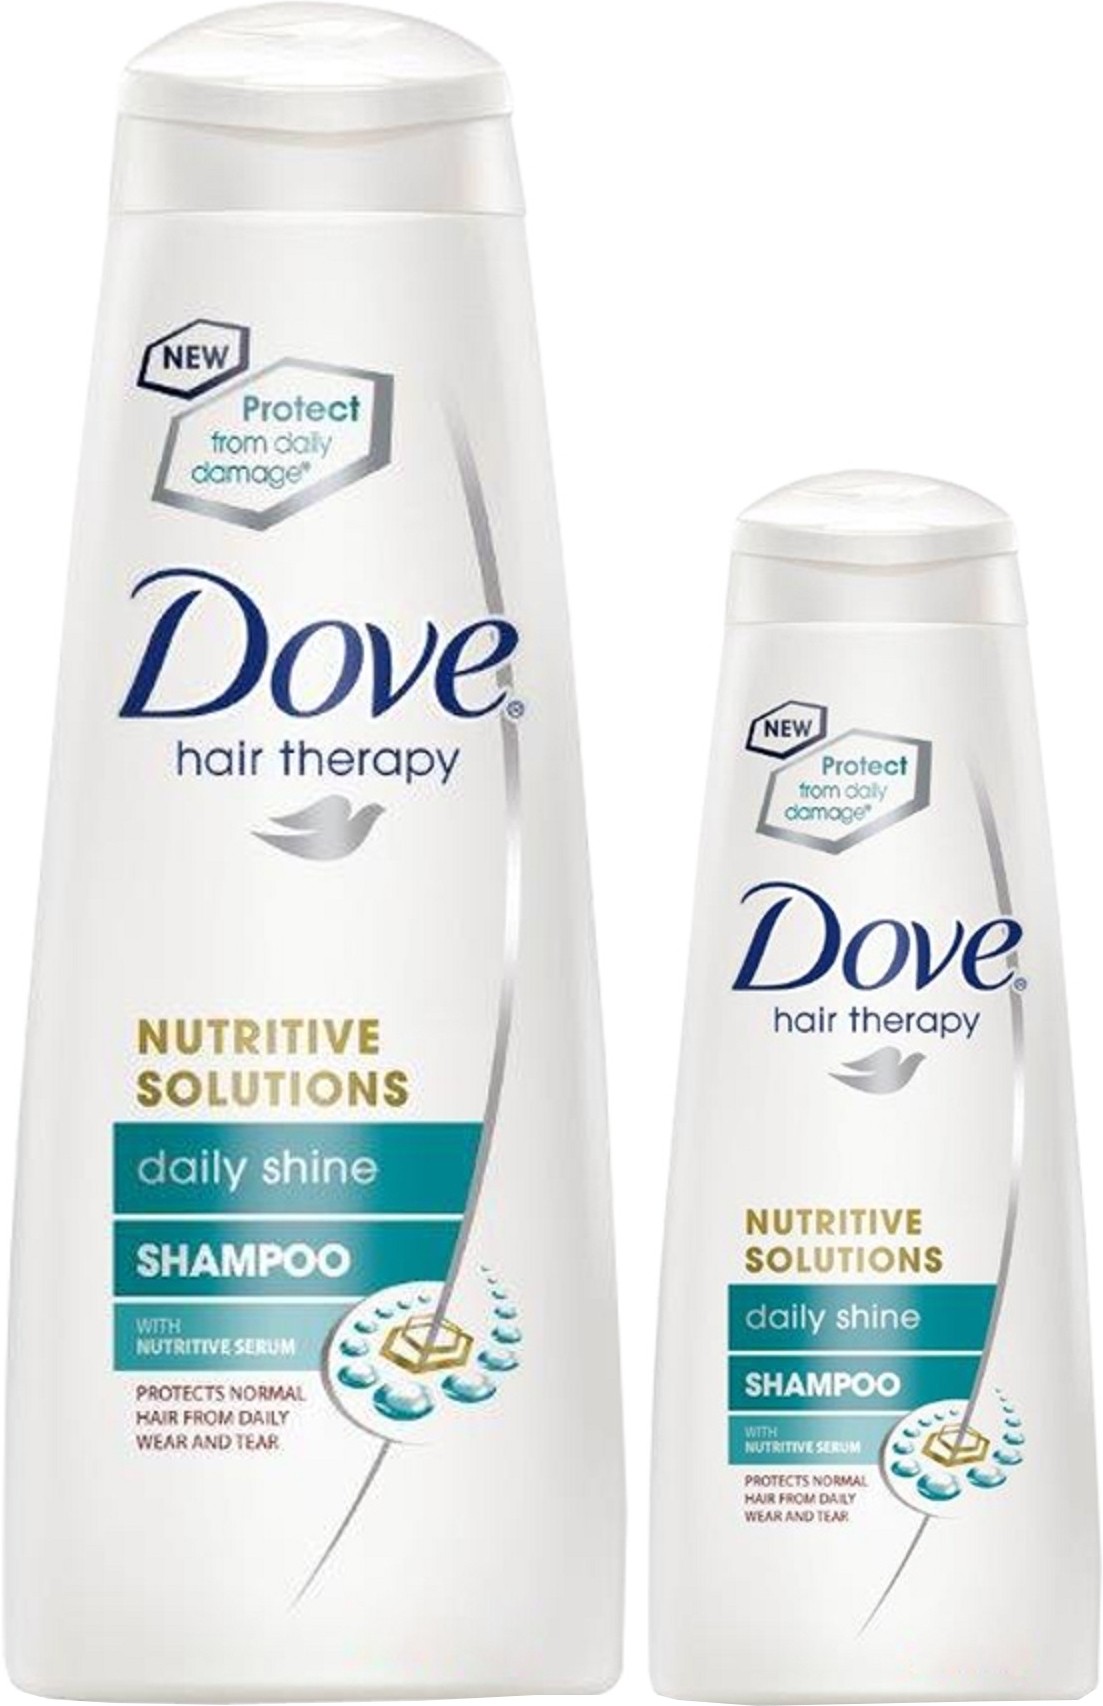 NEW
Protect
from daily
damage*
Dove®
hair therapy
NUTRITIVE
SOLUTIONS
daily shine
SHAMPOO
WITH
NUTRITIVE SERUM
PROTECTS NORMAL
HAIR FROM DAILY
WEAR AND TEAR
NEW
Protect
from daily
damage*
Dove®
hair therapy
NUTRITIVE
SOLUTIONS
daily shine
SHAMPOO
WITH
NUTRITIVE SERUM
PROTECTS NORMAL
HAIR FROM DAILY
WEAR AND TEAR